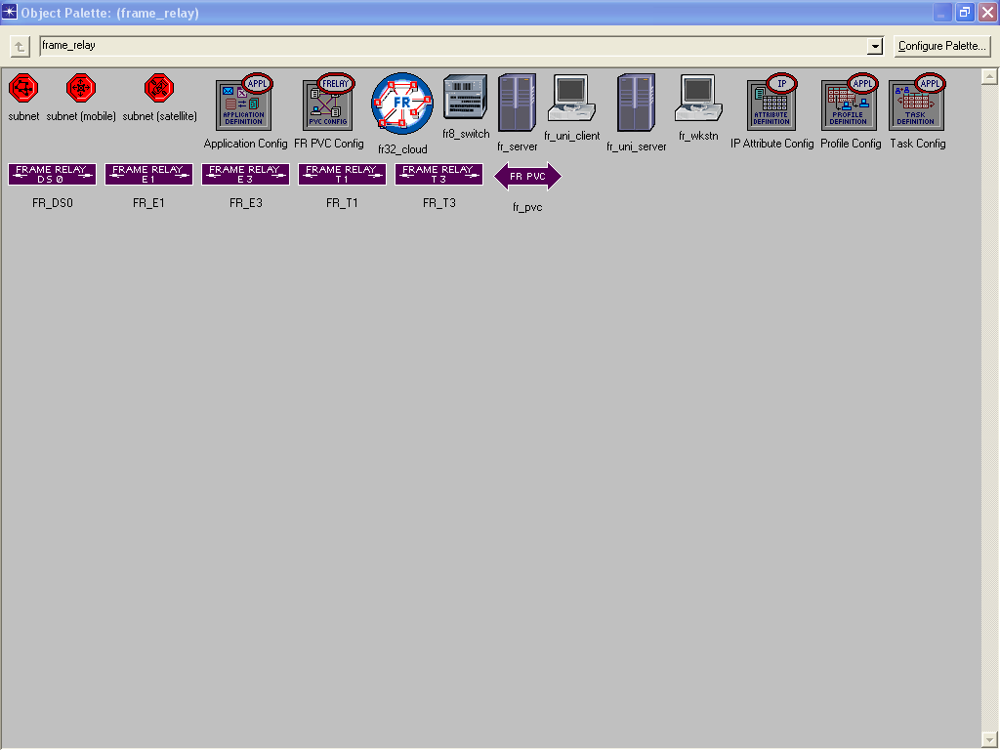 Object Palette: (frame_relay)
frame_relay
Configure Palette...
APPL
FRELAY
FR
IP
APPL
APPL
APPLICATION
DEFINITION
PVC CONFIG
ATTRIBUTE
DEFINITION
PROFILE
DEFINITION
TASK
DEFINITION
subnet
subnet (mobile)
subnet (satellite)
Application Config
FR PVC Config
fr32_cloud
fr8_switch
fr_server
fr_uni_client
fr_uni_server
fr_wkstn
IP Attribute Config
Profile Config
Task Config
FRAME RELAY
DS0
FRAME RELAY
E1
FRAME RELAY
E3
FRAME RELAY
T1
FRAME RELAY
T3
FR PVC
FR_DS0
FR_E1
FR_E3
FR_T1
FR_T3
fr_pvc